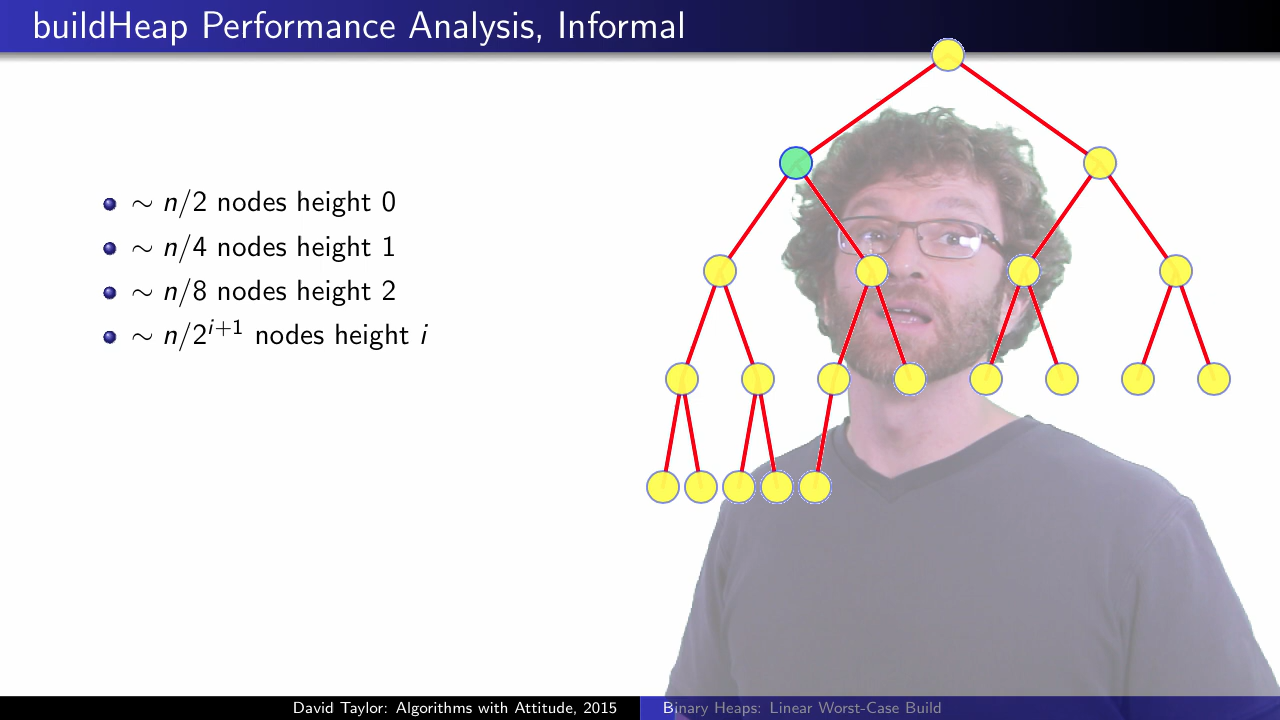 buildHeap Performance Analysis, Informal
∼ n/2 nodes height 0
∼ n/4 nodes height 1
∼ n/8 nodes height 2
∼ n/2^{i+1} nodes height i
David Taylor: Algorithms with Attitude, 2015
Binary Heaps: Linear Worst-Case Build